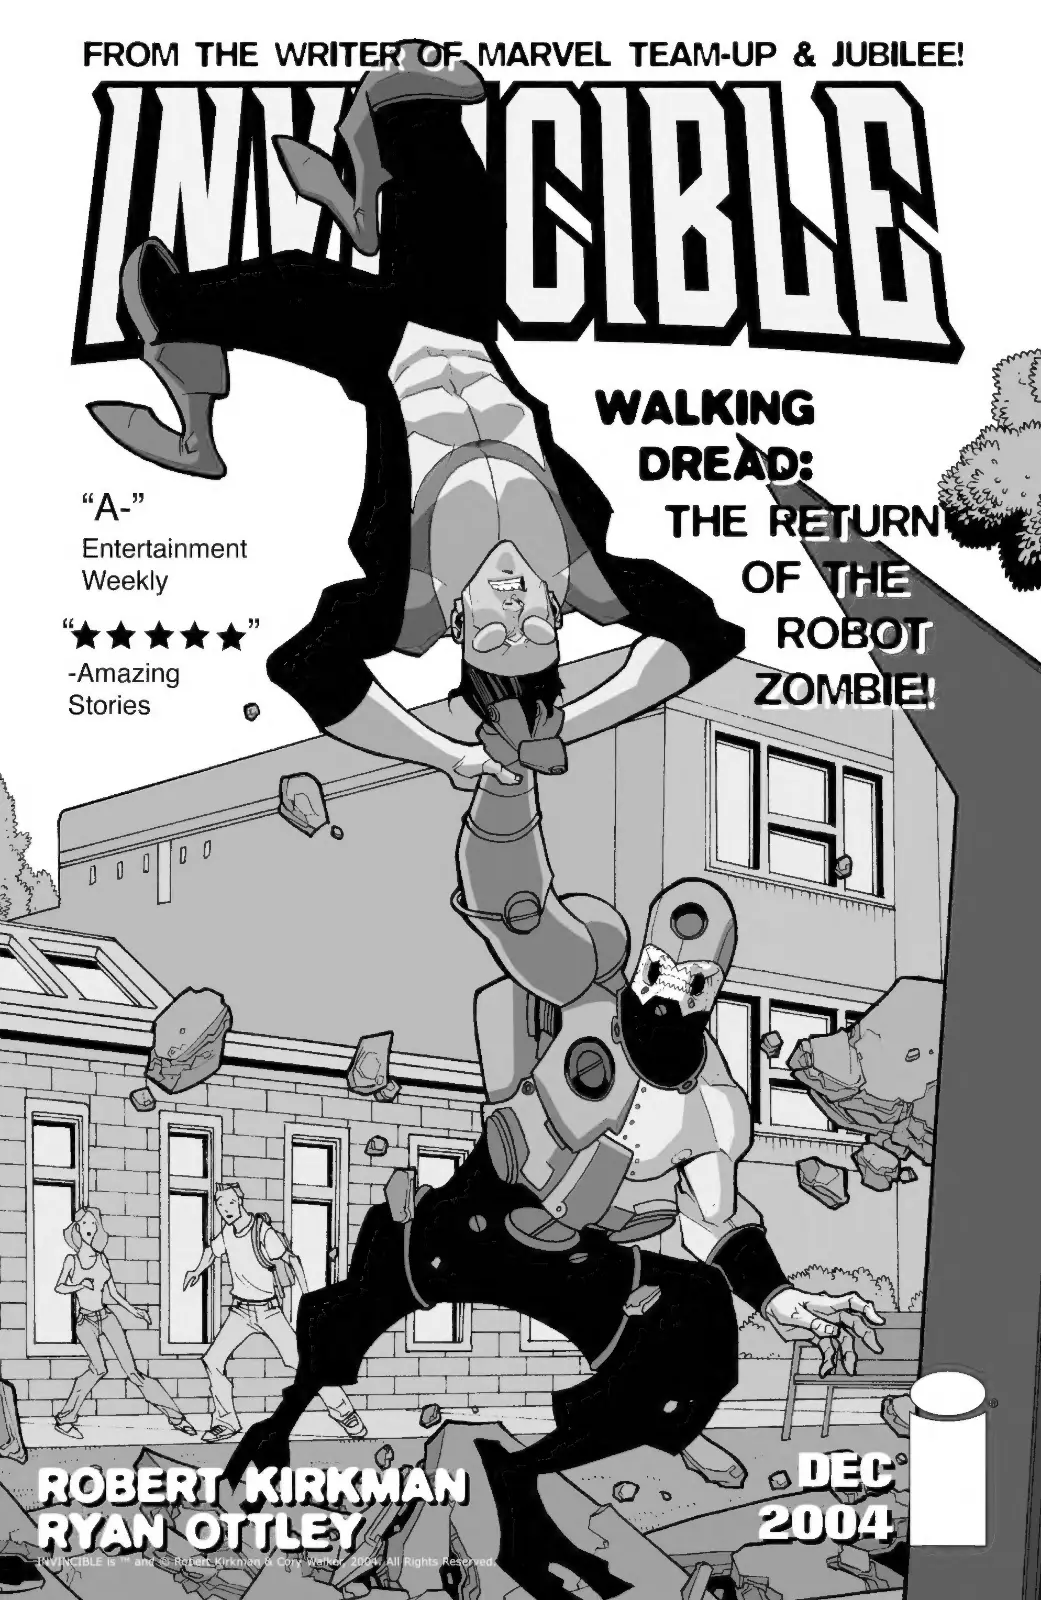 FROM THE WRITER OF MARVEL TEAM-UP & JUBILEE!
INVINCIBLE
WALKING
DREAD:
THE RETURN
OF THE
ROBOT
ZOMBIE!
“A-”
Entertainment
Weekly
“★★★★★”
-Amazing
Stories
ROBERT KIRKMAN
RYAN OTTLEY
INVINCIBLE is ™ and © Robert Kirkman & Cory Walker, 2004. All Rights Reserved.
DEC
2004
®